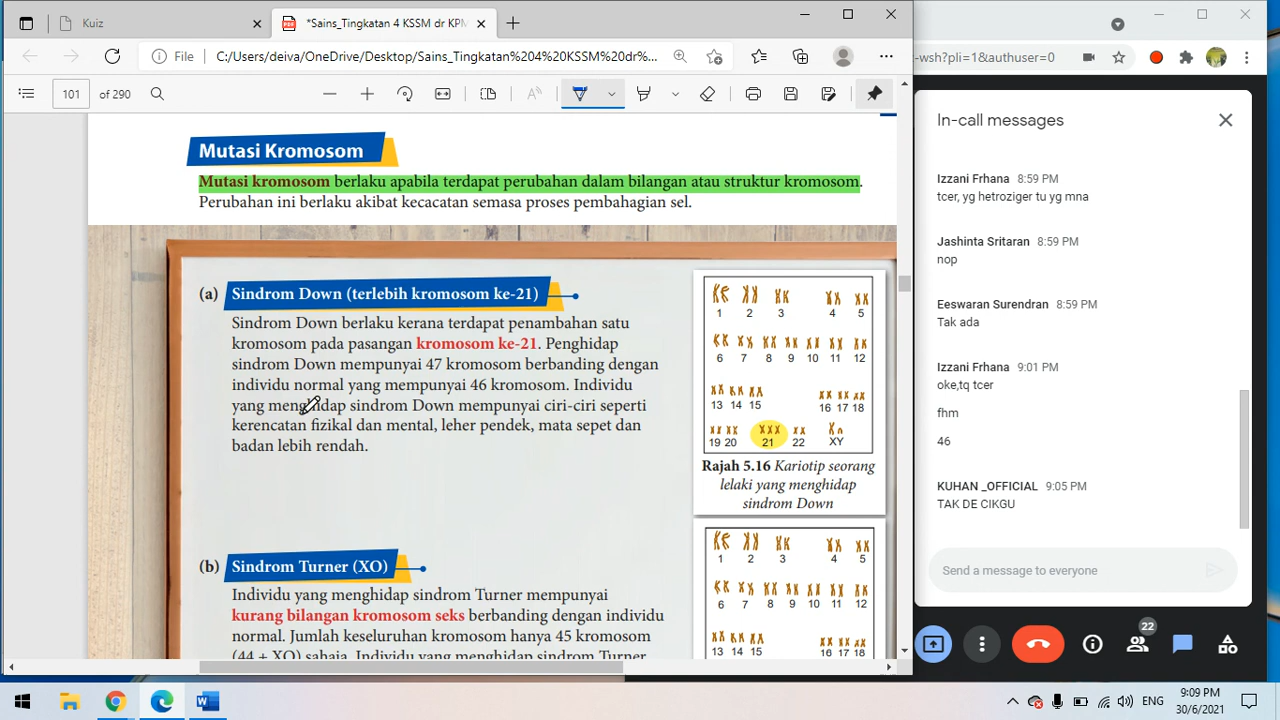 Kuiz
*Sains_Tingkatan 4 KSSM dr KPM
File
C:/Users/deiva/OneDrive/Desktop/Sains_Tingkatan%204%20KSSM%20dr%...
-wsh?pli=1&authuser=0
101 of 290
Mutasi Kromosom
Mutasi kromosom berlaku apabila terdapat perubahan dalam bilangan atau struktur kromosom.
Perubahan ini berlaku akibat kecacatan semasa proses pembahagian sel.
(a) Sindrom Down (terlebih kromosom ke-21)
Sindrom Down berlaku kerana terdapat penambahan satu
kromosom pada pasangan kromosom ke-21. Penghidap
sindrom Down mempunyai 47 kromosom berbanding dengan
individu normal yang mempunyai 46 kromosom. Individu
yang menghidap sindrom Down mempunyai ciri-ciri seperti
kerencatan fizikal dan mental, leher pendek, mata sepet dan
badan lebih rendah.
1 2 3 4 5
6 7 8 9 10 11 12
13 14 15 16 17 18
19 20 21 22 XY
Rajah 5.16 Kariotip seorang
lelaki yang menghidap
sindrom Down
(b) Sindrom Turner (XO)
Individu yang menghidap sindrom Turner mempunyai
kurang bilangan kromosom seks berbanding dengan individu
normal. Jumlah keseluruhan kromosom hanya 45 kromosom
(44 + XO) sahaja. Individu yang menghidap sindrom Turner
1 2 3 4 5
6 7 8 9 10 11 12
13 14 15 16 17 18
In-call messages
Izzani Frhana 8:59 PM
tcer, yg hetroziger tu yg mna
Jashinta Sritaran 8:59 PM
nop
Eeswaran Surendran 8:59 PM
Tak ada
Izzani Frhana 9:01 PM
oke,tq tcer
fhm
46
KUHAN _OFFICIAL 9:05 PM
TAK DE CIKGU
Send a message to everyone
22
ENG
9:09 PM
30/6/2021